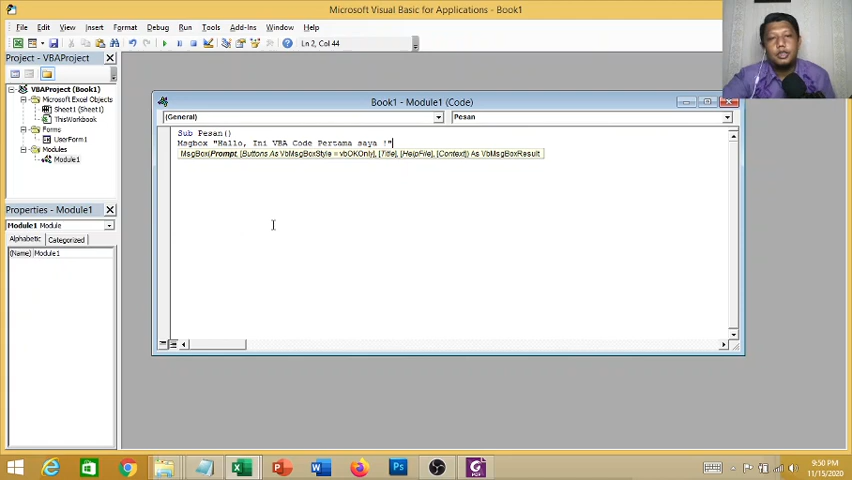 Microsoft Visual Basic for Applications - Book1
File Edit View Insert Format Debug Run Tools Add-Ins Window Help
Ln 2, Col 44
Project - VBAProject
VBAProject (Book1)
Microsoft Excel Objects
Sheet1 (Sheet1)
ThisWorkbook
Forms
UserForm1
Modules
Module1
Properties - Module1
Module1 Module
Alphabetic Categorized
(Name) Module1
Book1 - Module1 (Code)
(General) Pesan
Sub Pesan()
Msgbox "Hallo, Ini VBA Code Pertama saya !"
MsgBox(Prompt, [Buttons As VbMsgBoxStyle = vbOKOnly], [Title], [HelpFile], [Context]) As VbMsgBoxResult
9:50 PM
11/15/2020